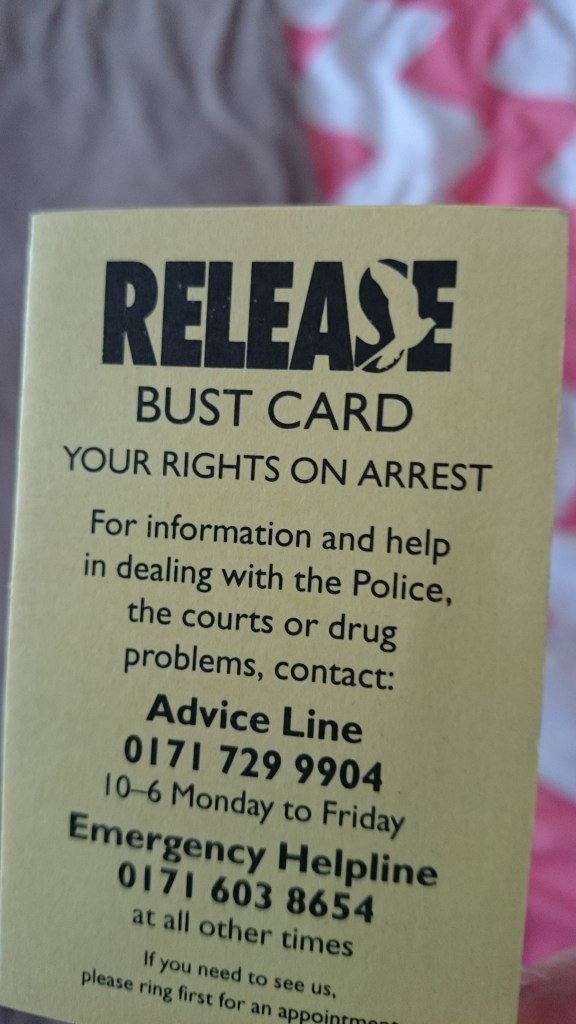 RELEASE
BUST CARD
YOUR RIGHTS ON ARREST
For information and help
in dealing with the Police,
the courts or drug
problems, contact:
Advice Line
0171 729 9904
10–6 Monday to Friday
Emergency Helpline
0171 603 8654
at all other times
If you need to see us,
please ring first for an appointment